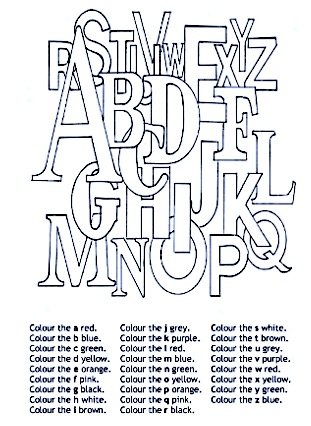 R S T U V W E X Y Z
A B C D F
G H I J K L
M N O P Q
Colour the a red.
Colour the b blue.
Colour the c green.
Colour the d yellow.
Colour the e orange.
Colour the f pink.
Colour the g black.
Colour the h white.
Colour the i brown.
Colour the j grey.
Colour the k purple.
Colour the l red.
Colour the m blue.
Colour the n green.
Colour the o yellow.
Colour the p orange.
Colour the q pink.
Colour the r black.
Colour the s white.
Colour the t brown.
Colour the u grey.
Colour the v purple.
Colour the w red.
Colour the x yellow.
Colour the y green.
Colour the z blue.